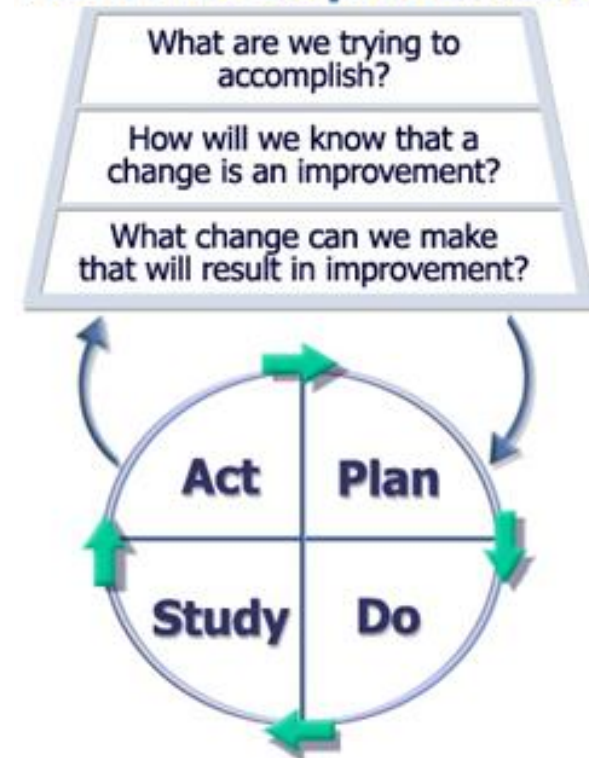 What are we trying to
accomplish?
How will we know that a
change is an improvement?
What change can we make
that will result in improvement?
Act
Plan
Study
Do